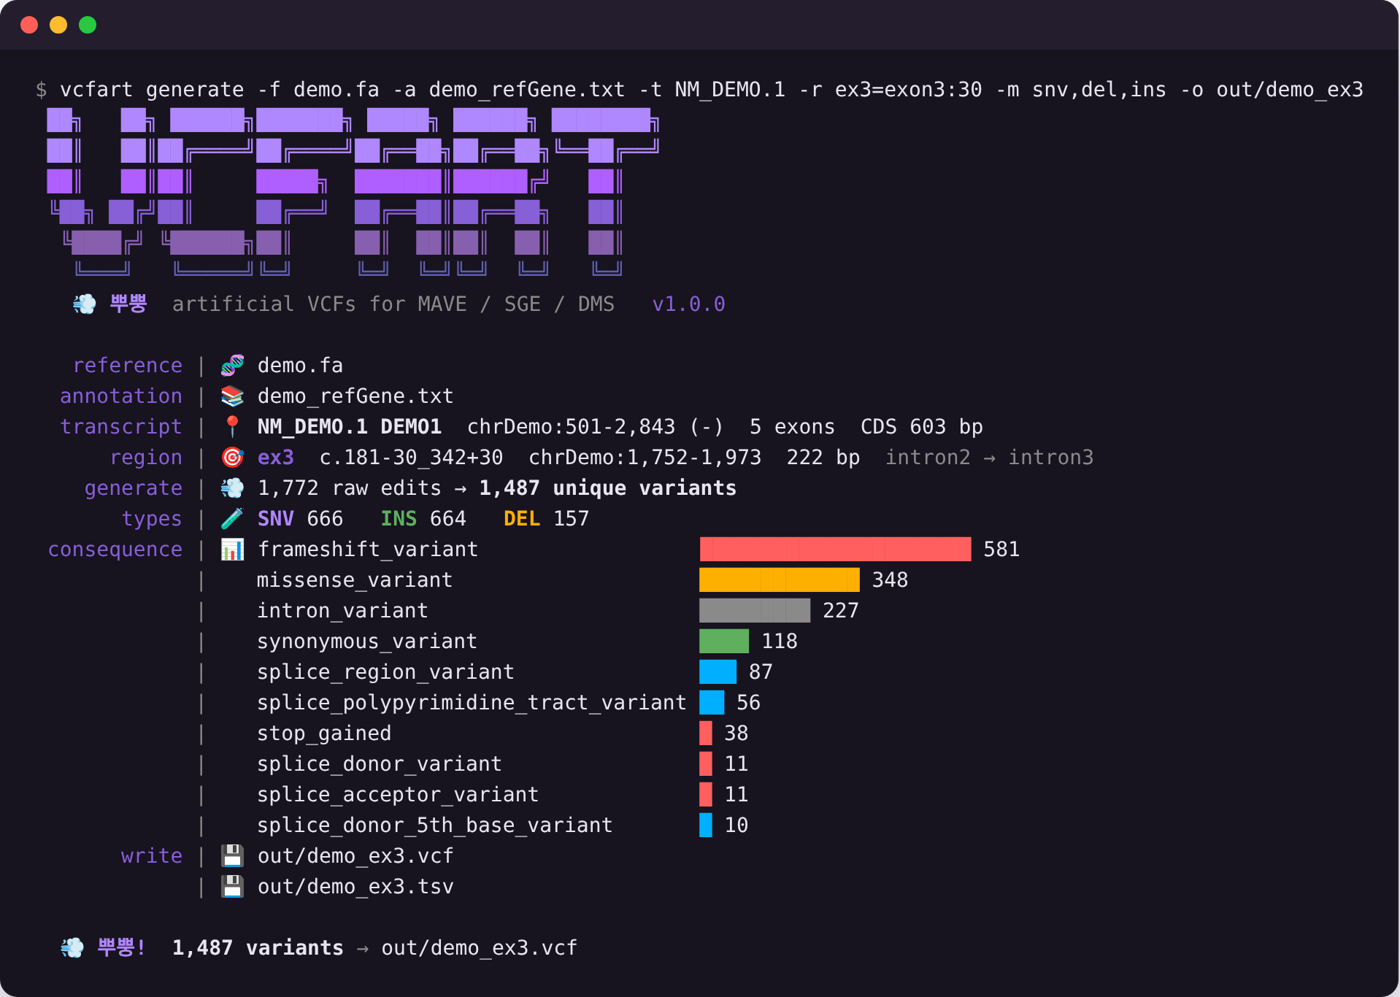 $ vcfart generate -f demo.fa -a demo_refGene.txt -t NM_DEMO.1 -r ex3=exon3:30 -m snv,del,ins -o out/demo_ex3
VCFART
💨 뿌뿡 artificial VCFs for MAVE / SGE / DMS v1.0.0
reference | 🧬 demo.fa
annotation | 📚 demo_refGene.txt
transcript | 📍 NM_DEMO.1 DEMO1 chrDemo:501-2,843 (-) 5 exons CDS 603 bp
region | 🎯 ex3 c.181-30_342+30 chrDemo:1,752-1,973 222 bp intron2 → intron3
generate | 💨 1,772 raw edits → 1,487 unique variants
types | 🧪 SNV 666 INS 664 DEL 157
consequence | 📊 frameshift_variant 581
| missense_variant 348
| intron_variant 227
| synonymous_variant 118
| splice_region_variant 87
| splice_polypyrimidine_tract_variant 56
| stop_gained 38
| splice_donor_variant 11
| splice_acceptor_variant 11
| splice_donor_5th_base_variant 10
write | 💾 out/demo_ex3.vcf
| 💾 out/demo_ex3.tsv
💨 뿌뿡! 1,487 variants → out/demo_ex3.vcf